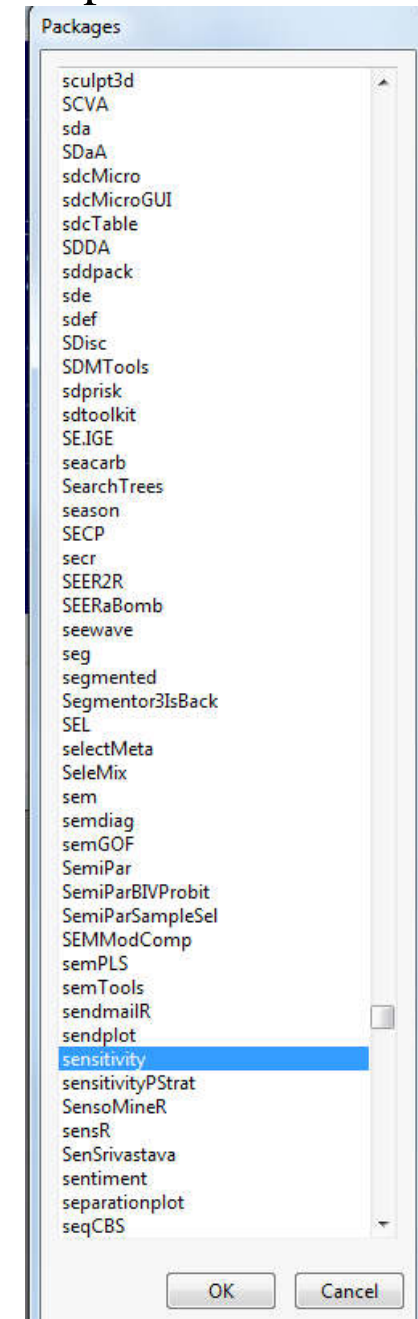 Packages
sculpt3d
SCVA
sda
SDaA
sdcMicro
sdcMicroGUI
sdcTable
SDDA
sddpack
sde
sdef
SDisc
SDMTools
sdprisk
sdtoolkit
SE.IGE
seacarb
SearchTrees
season
SECP
secr
SEER2R
SEERaBomb
seewave
seg
segmented
Segmentor3IsBack
SEL
selectMeta
SeleMix
sem
semdiag
semGOF
SemiPar
SemiParBIVProbit
SemiParSampleSel
SEMModComp
semPLS
semTools
sendmailR
sendplot
sensitivity
sensitivityPStrat
SensoMineR
sensR
SenSrivastava
sentiment
separationplot
seqCBS
OK Cancel